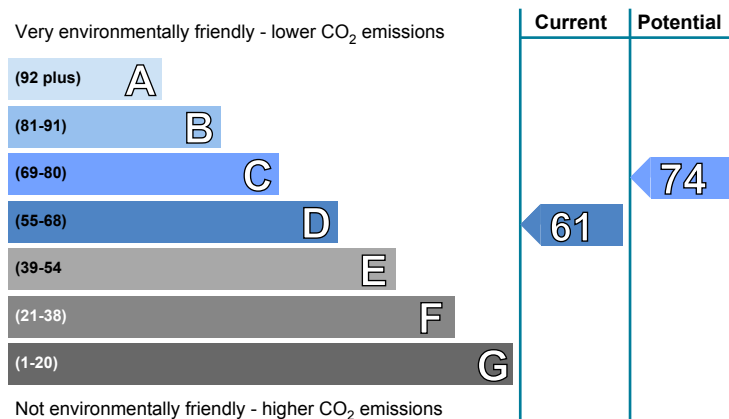 Current Potential
Very environmentally friendly - lower CO2 emissions
(92 plus) A
(81-91) B
(69-80) C
74
(55-68) D
61
(39-54 E
(21-38) F
(1-20) G
Not environmentally friendly - higher CO2 emissions